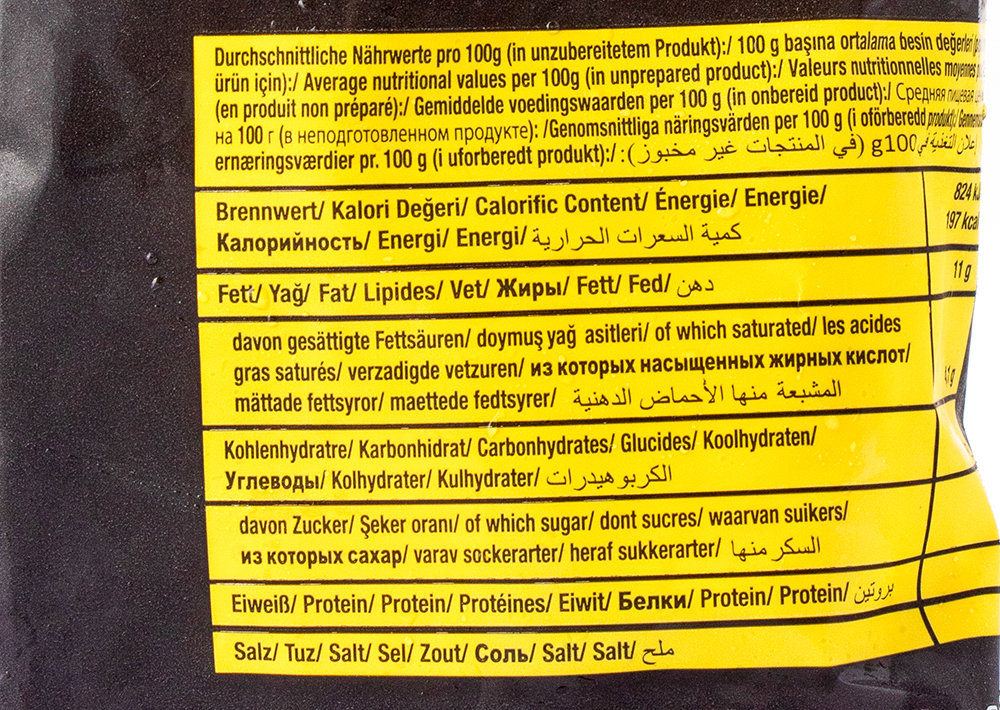 Durchschnittliche Nährwerte pro 100g (in unzubereitetem Produkt):/ 100 g başına ortalama besin değerleri
ürün için):/ Average nutritional values per 100g (in unprepared product):/ Valeurs nutritionnelles moyennes
(en produit non préparé):/ Gemiddelde voedingswaarden per 100 g (in onbereid product):/ Средняя пищевая
на 100 г (в неподготовленном продукте): /Genomsnittliga näringsvärden per 100 g (i oförberedd produkt):/
ernæringsværdier pr. 100 g (i uforberedt produkt):/ :(في المنتجات غير مخبوز) g100 في التغذية إعلان
Brennwert/ Kalori Değeri/ Calorific Content/ Énergie/ Energie/ 824 kJ
Калорийность/ Energi/ Energi/ كمية السعرات الحرارية 197 kcal
Fett/ Yağ/ Fat/ Lipides/ Vet/ Жиры/ Fett/ Fed/ دهن 11 g
davon gesättigte Fettsäuren/ doymuş yağ asitleri/ of which saturated/ les acides
gras saturés/ verzadigde vetzuren/ из которых насыщенных жирных кислот/
mättade fettsyror/ maettede fedtsyrer/ المشبعة منها الأحماض الدهنية
Kohlenhydratre/ Karbonhidrat/ Carbonhydrates/ Glucides/ Koolhydraten/
Углеводы/ Kolhydrater/ Kulhydrater/ الكربوهيدرات
davon Zucker/ Şeker oranı/ of which sugar/ dont sucres/ waarvan suikers/
из которых сахар/ varav sockerarter/ heraf sukkerarter/ السكر منها
Eiweiß/ Protein/ Protein/ Protéines/ Eiwit/ Белки/ Protein/ Protein/ بروتين
Salz/ Tuz/ Salt/ Sel/ Zout/ Соль/ Salt/ Salt/ ملح